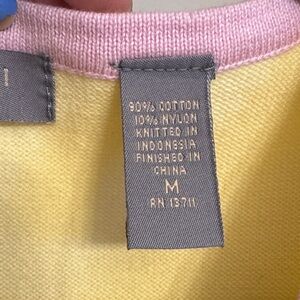 90% COTTON
10% NYLON
KNITTED IN
INDONESIA
FINISHED IN
CHINA
M
RN 13711